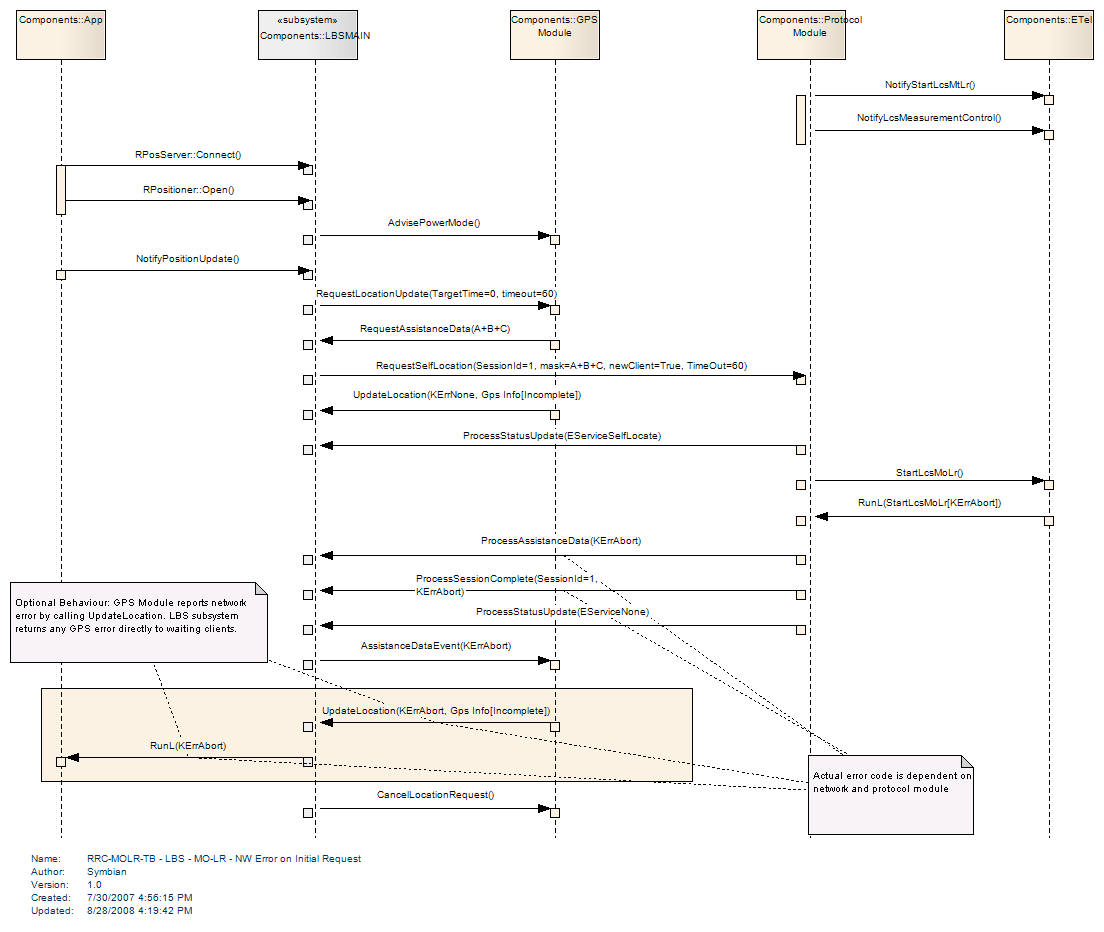 Components::App
«subsystem»
Components::LBSMAIN
Components::GPS
Module
Components::Protocol
Module
Components::ETel
NotifyStartLcsMtLr()
NotifyLcsMeasurementControl()
RPosServer::Connect()
RPositioner::Open()
AdvisePowerMode()
NotifyPositionUpdate()
RequestLocationUpdate(TargetTime=0, timeout=60)
RequestAssistanceData(A+B+C)
RequestSelfLocation(SessionId=1, mask=A+B+C, newClient=True, TimeOut=60)
UpdateLocation(KErrNone, Gps Info[Incomplete])
ProcessStatusUpdate(EServiceSelfLocate)
StartLcsMoLr()
RunL(StartLcsMoLr[KErrAbort])
ProcessAssistanceData(KErrAbort)
ProcessSessionComplete(SessionId=1,
KErrAbort)
Optional Behaviour: GPS Module reports network
error by calling UpdateLocation. LBS subsystem
returns any GPS error directly to waiting clients.
ProcessStatusUpdate(EServiceNone)
AssistanceDataEvent(KErrAbort)
UpdateLocation(KErrAbort, Gps Info[Incomplete])
RunL(KErrAbort)
Actual error code is dependent on
network and protocol module
CancelLocationRequest()
Name: RRC-MOLR-TB - LBS - MO-LR - NW Error on Initial Request
Author: Symbian
Version: 1.0
Created: 7/30/2007 4:56:15 PM
Updated: 8/28/2008 4:19:42 PM